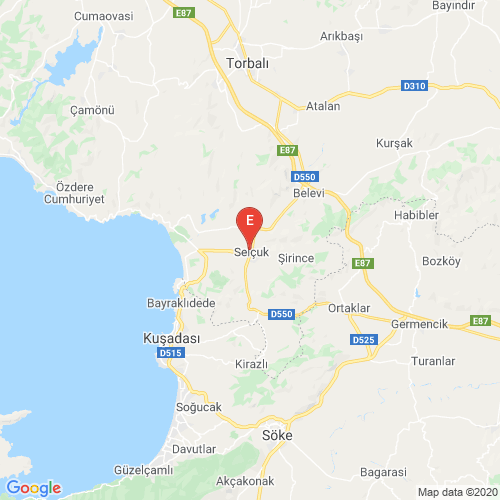 Bayındır
Cumaovasi
E87
Arıkbaşı
Torbalı
D310
Atalan
Çamönü
Kurşak
E87
D550
Özdere
Cumhuriyet
Belevi
Habibler
E
Selçuk
Şirince
E87
Bozköy
Bayraklıdede
Ortaklar
D550
Germencik
E87
Kuşadası
D525
D515
Kirazlı
Turanlar
Soğucak
Söke
Davutlar
Güzelçamlı
Bagarasi
Akçakonak
Google
Map data ©2020